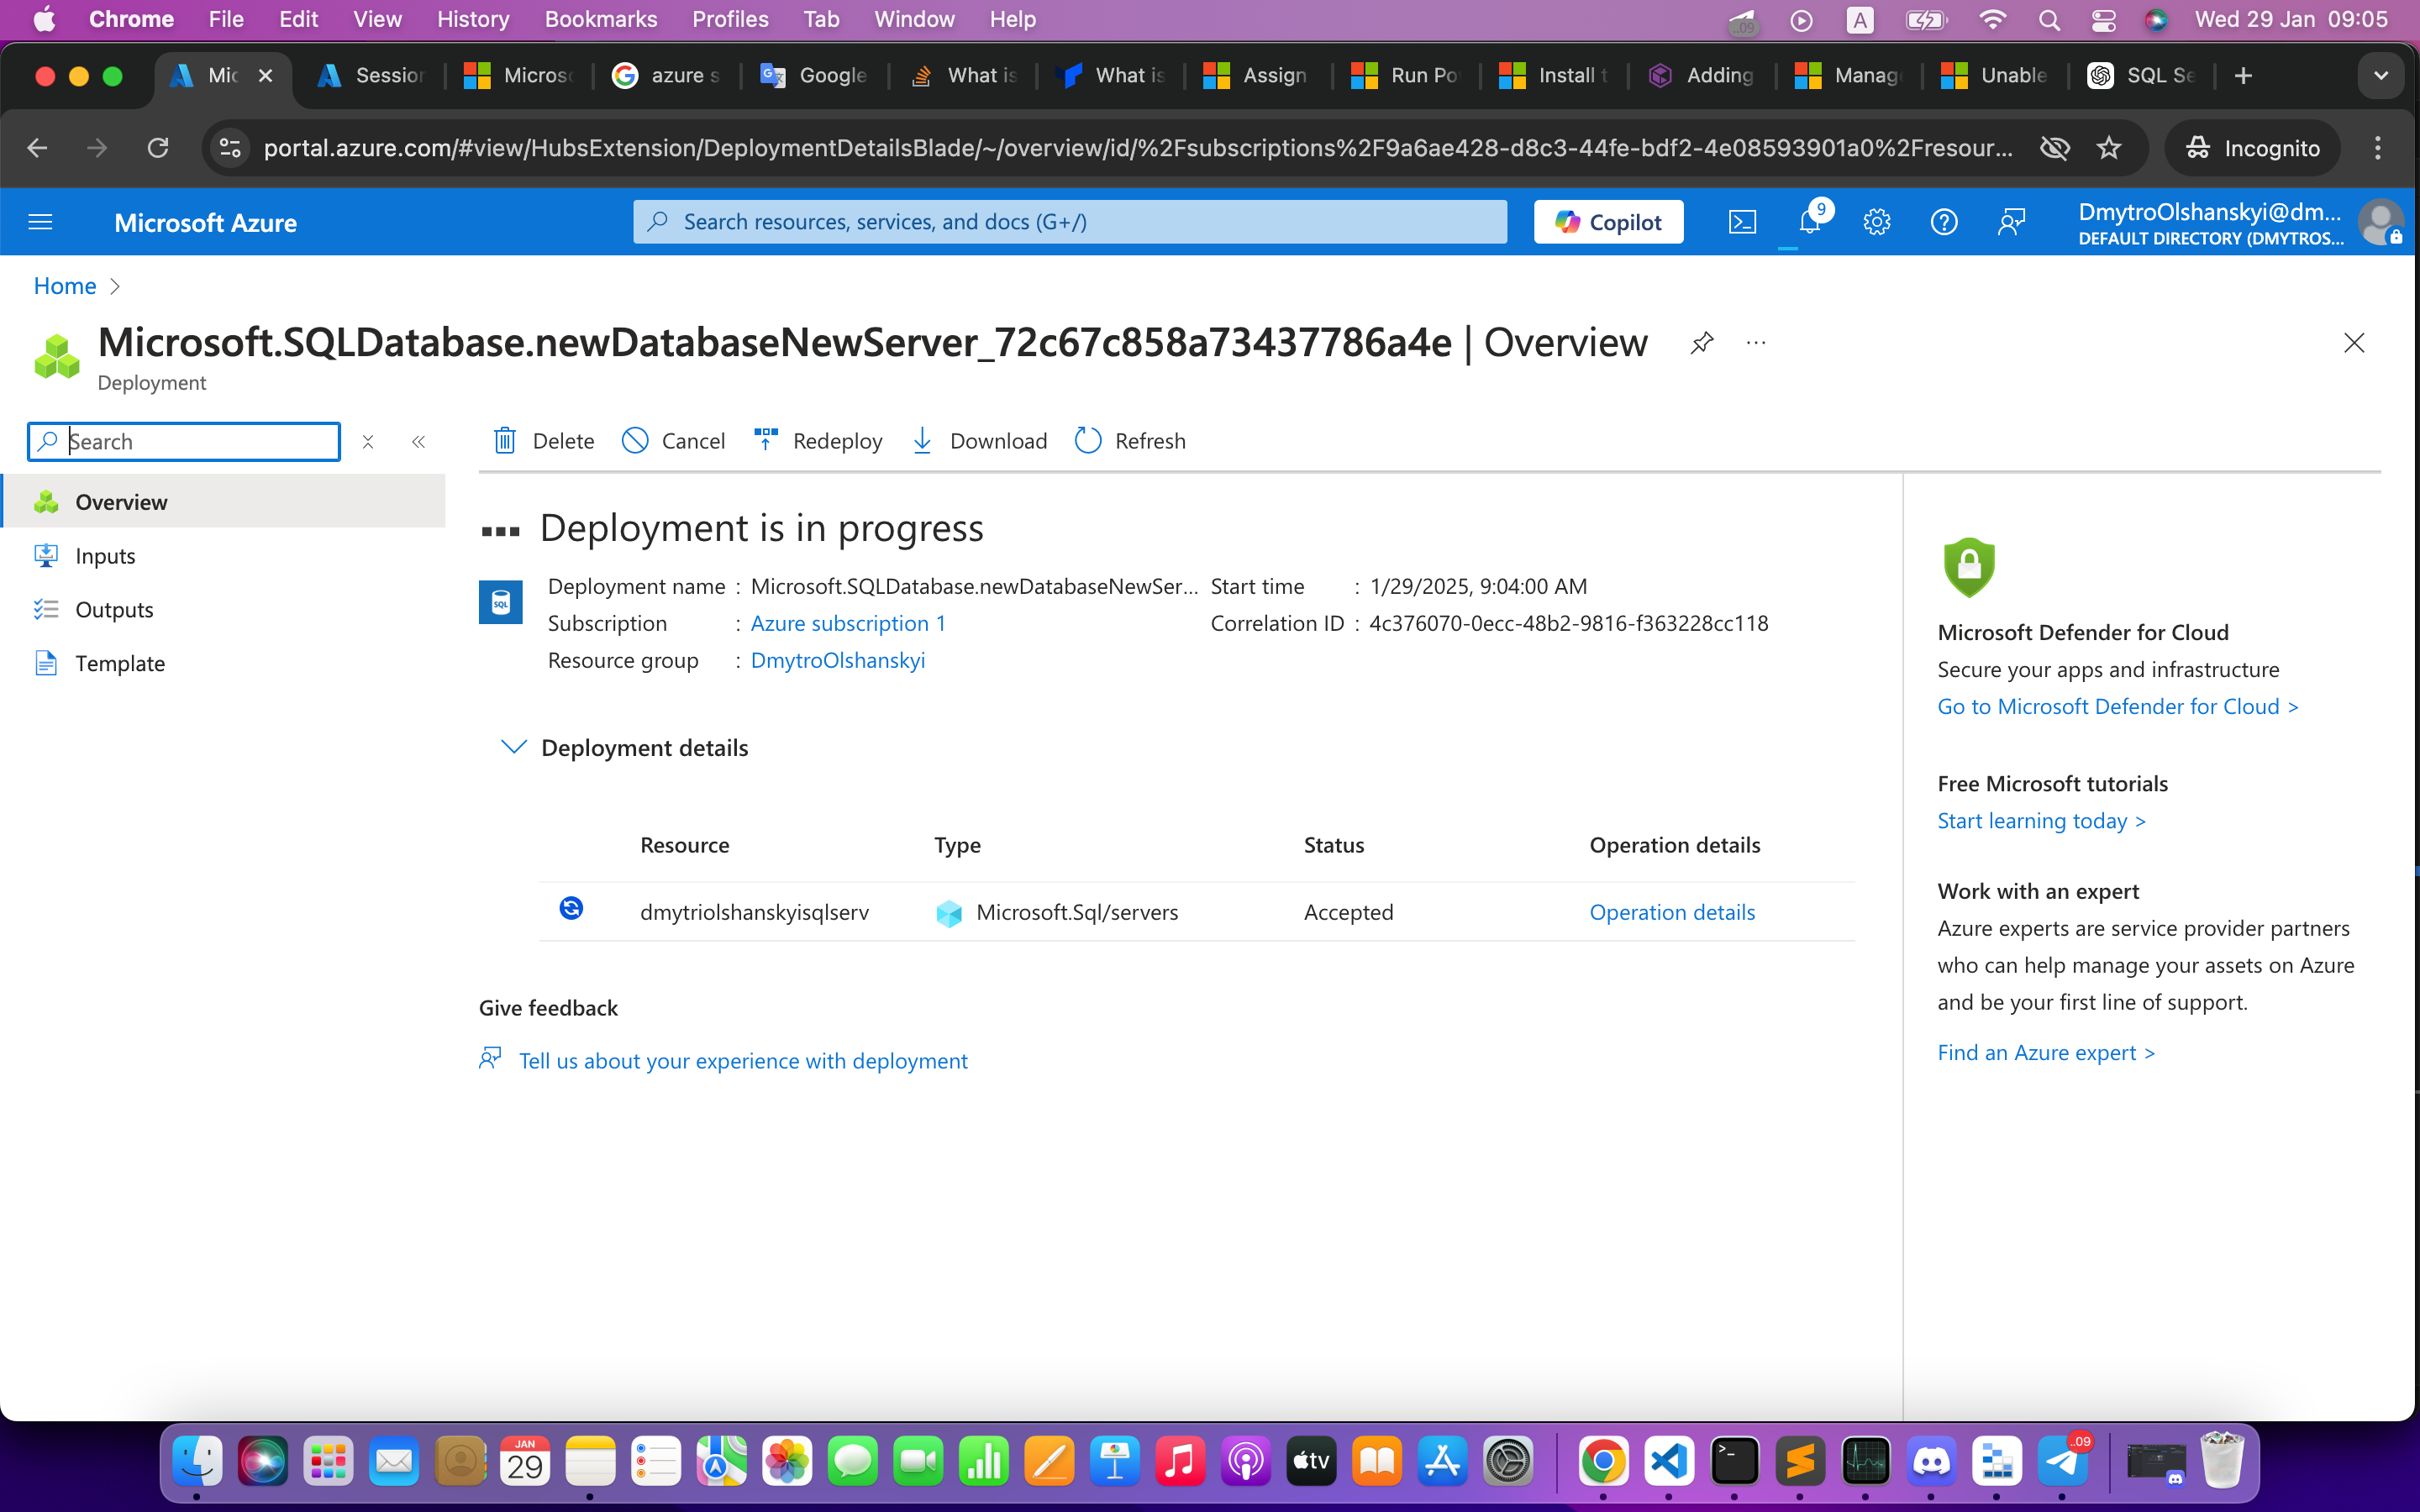 Chrome File Edit View History Bookmarks Profiles Tab Window Help ..09 A Wed 29 Jan 09:05
Mic Session Microso azure s Google What is What is Assign Run Po Install t Adding Manag Unable SQL Se
portal.azure.com/#view/HubsExtension/DeploymentDetailsBlade/~/overview/id/%2Fsubscriptions%2F9a6ae428-d8c3-44fe-bdf2-4e08593901a0%2Fresour... Incognito
Microsoft Azure Search resources, services, and docs (G+/) Copilot 9 DmytroOlshanskyi@dm...
DEFAULT DIRECTORY (DMYTROS...
Home >
Microsoft.SQLDatabase.newDatabaseNewServer_72c67c858a73437786a4e | Overview ...
Deployment
Search
Overview
Inputs
Outputs
Template
Delete Cancel Redeploy Download Refresh
Deployment is in progress
SQL
Deployment name : Microsoft.SQLDatabase.newDatabaseNewSer... Start time : 1/29/2025, 9:04:00 AM
Subscription : Azure subscription 1 Correlation ID : 4c376070-0ecc-48b2-9816-f363228cc118
Resource group : DmytroOlshanskyi
Deployment details
Resource Type Status Operation details
dmytriolshanskyisqlserv Microsoft.Sql/servers Accepted Operation details
Give feedback
Tell us about your experience with deployment
Microsoft Defender for Cloud
Secure your apps and infrastructure
Go to Microsoft Defender for Cloud >
Free Microsoft tutorials
Start learning today >
Work with an expert
Azure experts are service provider partners
who can help manage your assets on Azure
and be your first line of support.
Find an Azure expert >
JAN
29
tv
..09